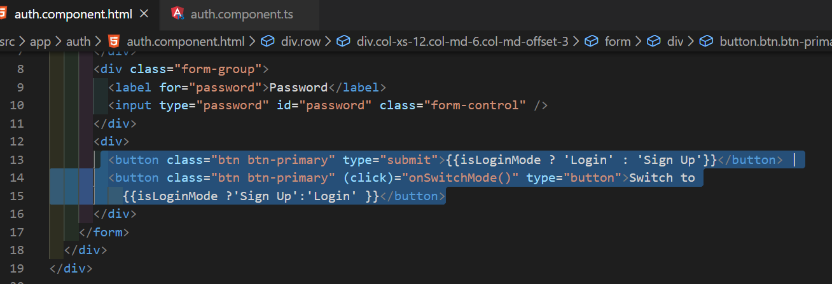 auth.component.html × auth.component.ts
src > app > auth > auth.component.html > div.row > div.col-xs-12.col-md-6.col-md-offset-3 > form > div > button.btn.btn-prima
7
8 <div class="form-group">
9 <label for="password">Password</label>
10 <input type="password" id="password" class="form-control" />
11 </div>
12 <div>
13 <button class="btn btn-primary" type="submit">{{isLoginMode ? 'Login' : 'Sign Up'}}</button> |
14 <button class="btn btn-primary" (click)="onSwitchMode()" type="button">Switch to
15 {{isLoginMode ?'Sign Up':'Login' }}</button>
16 </div>
17 </form>
18 </div>
19 </div>